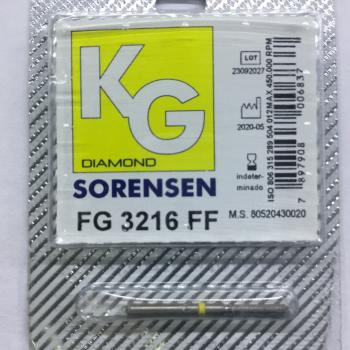 KG
DIAMOND
SORENSEN
FG 3216 FF
LOT
23092027
2020-05
indeter-
minado
M.S. 80520430020
ISO 806 315 289 504 012 MAX 450.000 RPM
7 897908 006837